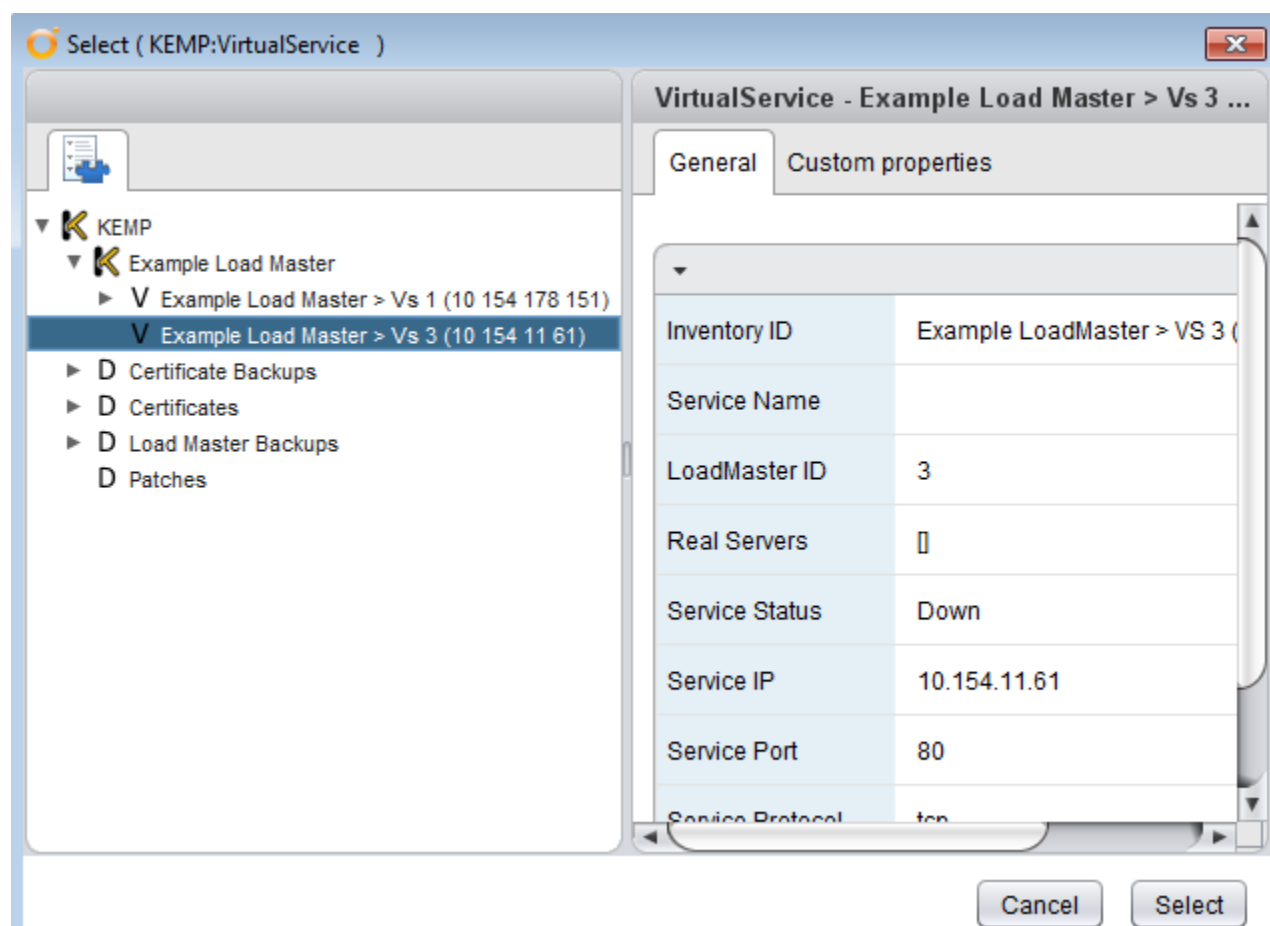 Select ( KEMP:VirtualService )
KEMP
Example Load Master
V Example Load Master > Vs 1 (10 154 178 151)
V Example Load Master > Vs 3 (10 154 11 61)
D Certificate Backups
D Certificates
D Load Master Backups
D Patches
VirtualService - Example Load Master > Vs 3 ...
General Custom properties
Inventory ID Example LoadMaster > VS 3 (
Service Name
LoadMaster ID 3
Real Servers []
Service Status Down
Service IP 10.154.11.61
Service Port 80
Service Protocol tcp
Cancel Select